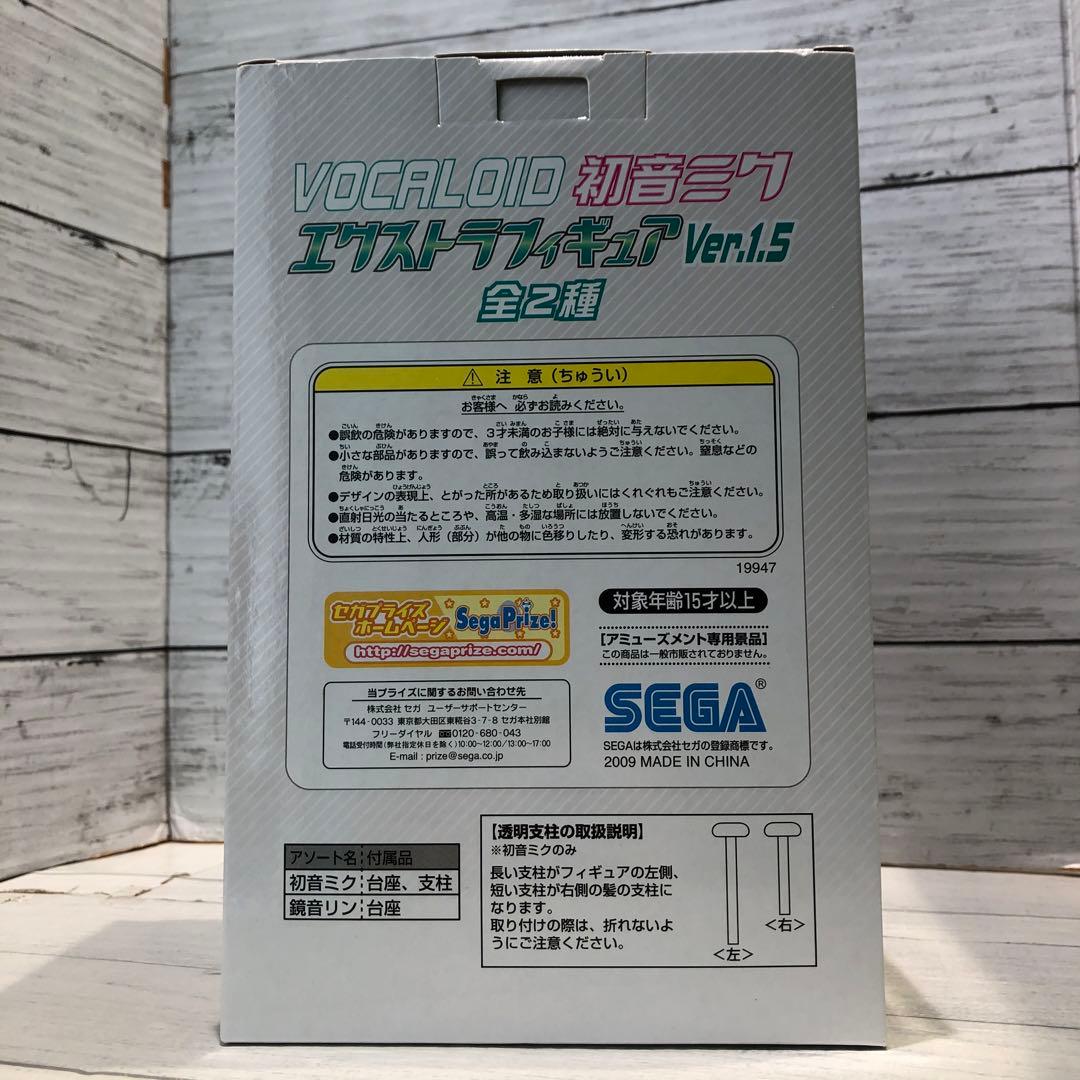 VOCALOID 初音ミク
エクストラフィギュア Ver.1.5
全2種
⚠ 注 意 (ちゅうい)
お客様へ 必ずお読みください。
●誤飲の危険がありますので、3才未満のお子様には絶対に与えないでください。
●小さな部品がありますので、誤って飲み込まないようご注意ください。窒息などの
危険があります。
●デザインの表現上、とがった所があるため取り扱いにはくれぐれもご注意ください。
●直射日光の当たるところや、高温・多湿な場所には放置しないでください。
●材質の特性上、人形(部分)が他の物に色移りしたり、変形する恐れがあります。
19947
セガプライズ
ホームページ
SegaPrize!
http://segaprize.com/
対象年齢15才以上
【アミューズメント専用景品】
この商品は一般市販されておりません。
当プライズに関するお問い合わせ先
株式会社 セガ ユーザーサポートセンター
〒144-0033 東京都大田区東糀谷3-7-8 セガ本社別館
フリーダイヤル 0120-680-043
電話受付時間(弊社指定休日を除く)10:00~12:00/13:00~17:00
E-mail : prize@sega.co.jp
SEGA®
SEGAは株式会社セガの登録商標です。
2009 MADE IN CHINA
アソート名 付属品
初音ミク 台座、支柱
鏡音リン 台座
【透明支柱の取扱説明】
※初音ミクのみ
長い支柱がフィギュアの左側、
短い支柱が右側の髪の支柱に
なります。
取り付けの際は、折れないよ
うにご注意ください。
<左>
<右>